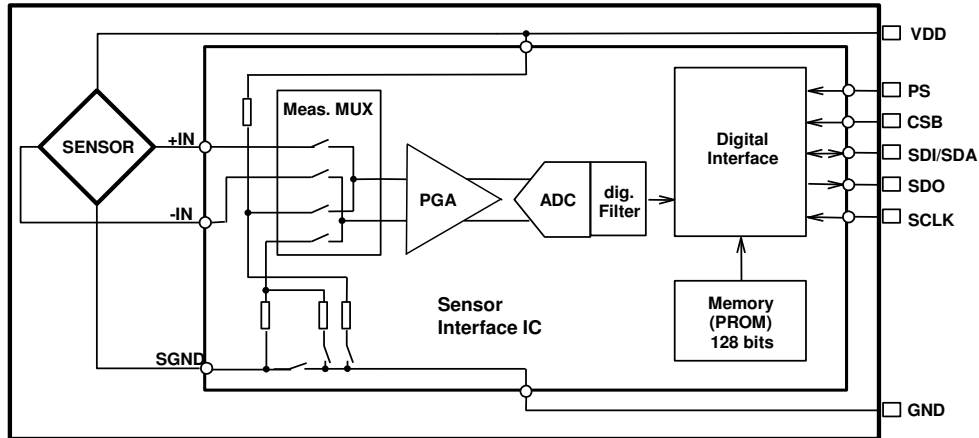 VDD
PS
Meas. MUX
+IN
CSB
SENSOR
Digital
Interface
SDI/SDA
PGA
ADC
dig.
Filter
SDO
-IN
SCLK
Sensor
Interface IC
Memory
(PROM)
128 bits
SGND
GND